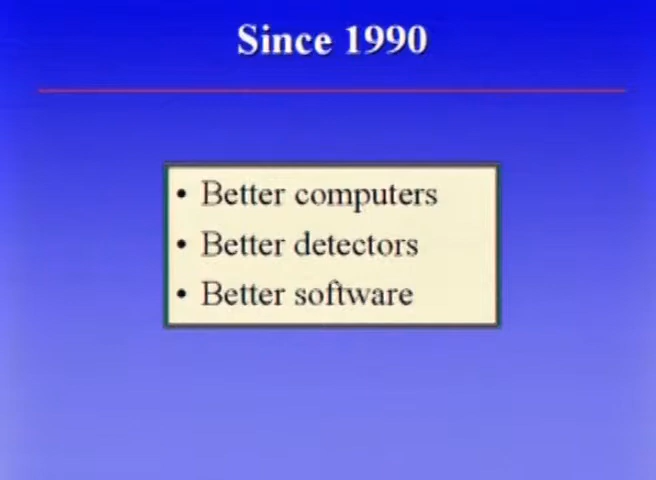 Since 1990
• Better computers
• Better detectors
• Better software